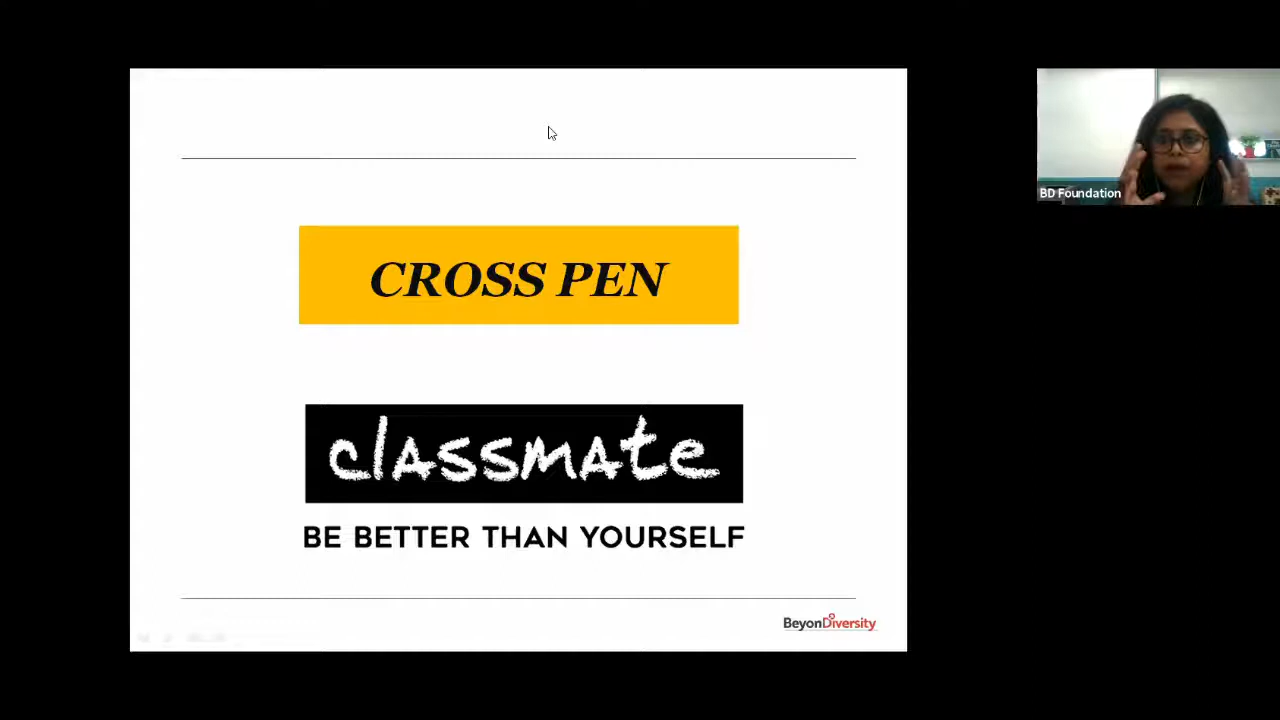 CROSS PEN
classmate
BE BETTER THAN YOURSELF
BeyonDiversity
BD Foundation